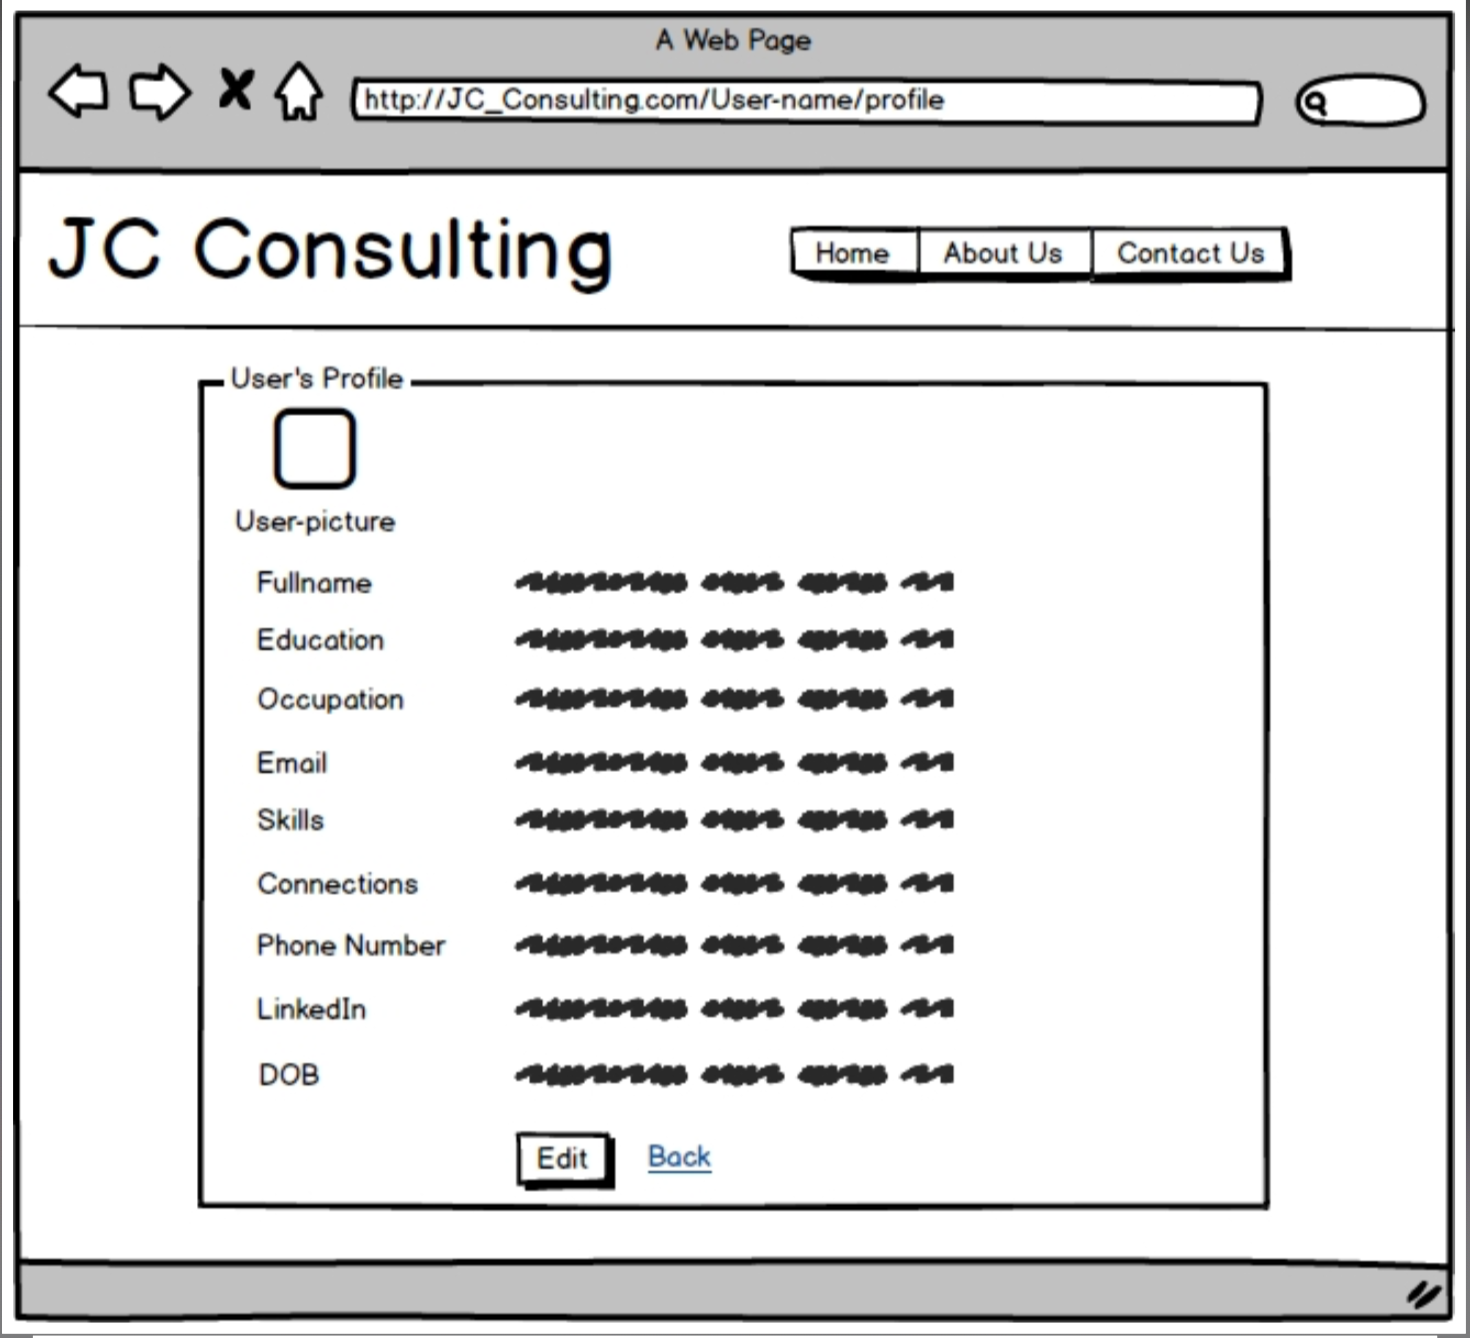 A Web Page
http://JC_Consulting.com/User-name/profile
JC Consulting
Home About Us Contact Us
User's Profile
User-picture
Fullname
Education
Occupation
Email
Skills
Connections
Phone Number
LinkedIn
DOB
Edit Back